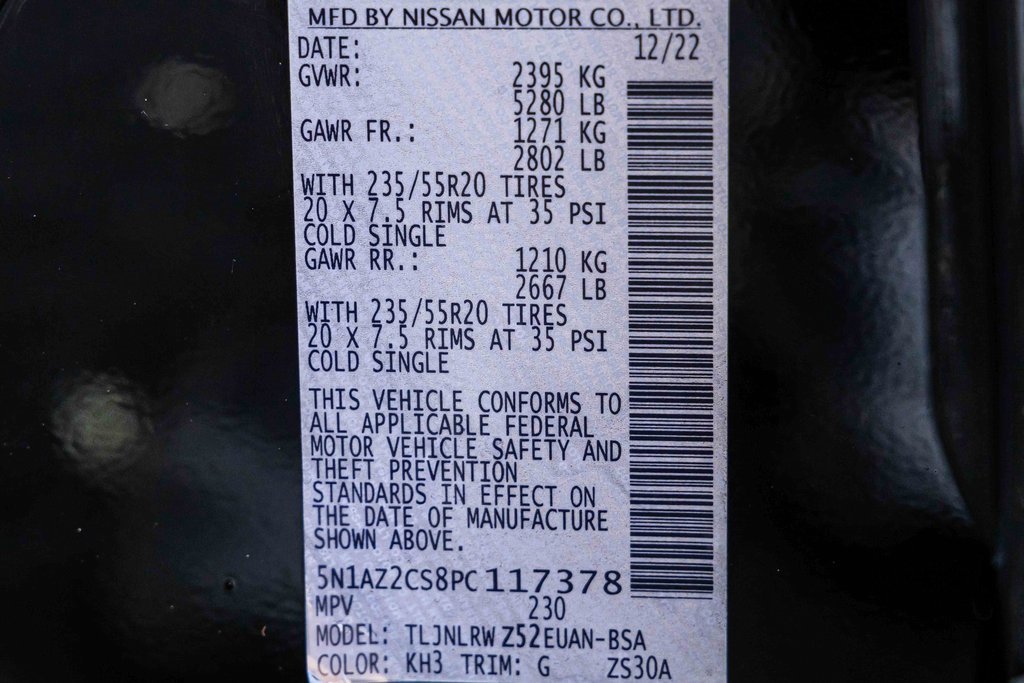 MFD BY NISSAN MOTOR CO., LTD.
DATE: 12/22
GVWR: 2395 KG
5280 LB
GAWR FR.: 1271 KG
2802 LB
WITH 235/55R20 TIRES
20 X 7.5 RIMS AT 35 PSI
COLD SINGLE
GAWR RR.: 1210 KG
2667 LB
WITH 235/55R20 TIRES
20 X 7.5 RIMS AT 35 PSI
COLD SINGLE
THIS VEHICLE CONFORMS TO
ALL APPLICABLE FEDERAL
MOTOR VEHICLE SAFETY AND
THEFT PREVENTION
STANDARDS IN EFFECT ON
THE DATE OF MANUFACTURE
SHOWN ABOVE.
5N1AZ2CS8PC117378
MPV 230
MODEL: TLJNLRW Z52EUAN-BSA
COLOR: KH3 TRIM: G ZS30A